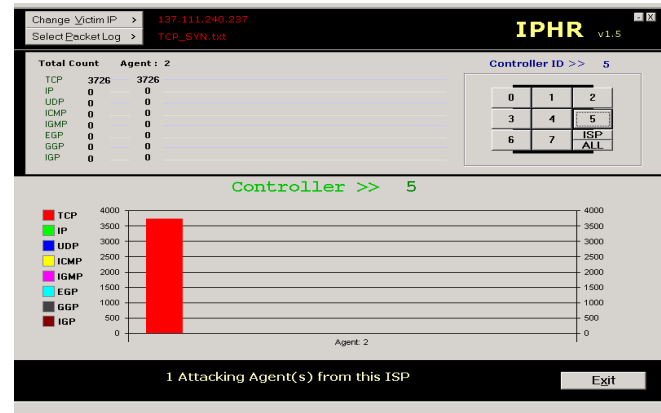 Change Victim IP > 137.111.240.237
Select Packet Log > TCP_SYN.txt
IPHR v1.5
- X
Total Count Agent : 2
TCP 3726 3726
IP 0 0
UDP 0 0
ICMP 0 0
IGMP 0 0
EGP 0 0
GGP 0 0
IGP 0 0
Controller ID >> 5
0 1 2
3 4 5
6 7 ISP
ALL
Controller >> 5
TCP
IP
UDP
ICMP
IGMP
EGP
GGP
IGP
4000 4000
3500 3500
3000 3000
2500 2500
2000 2000
1500 1500
1000 1000
500 500
0 0
Agent: 2
1 Attacking Agent(s) from this ISP
Exit